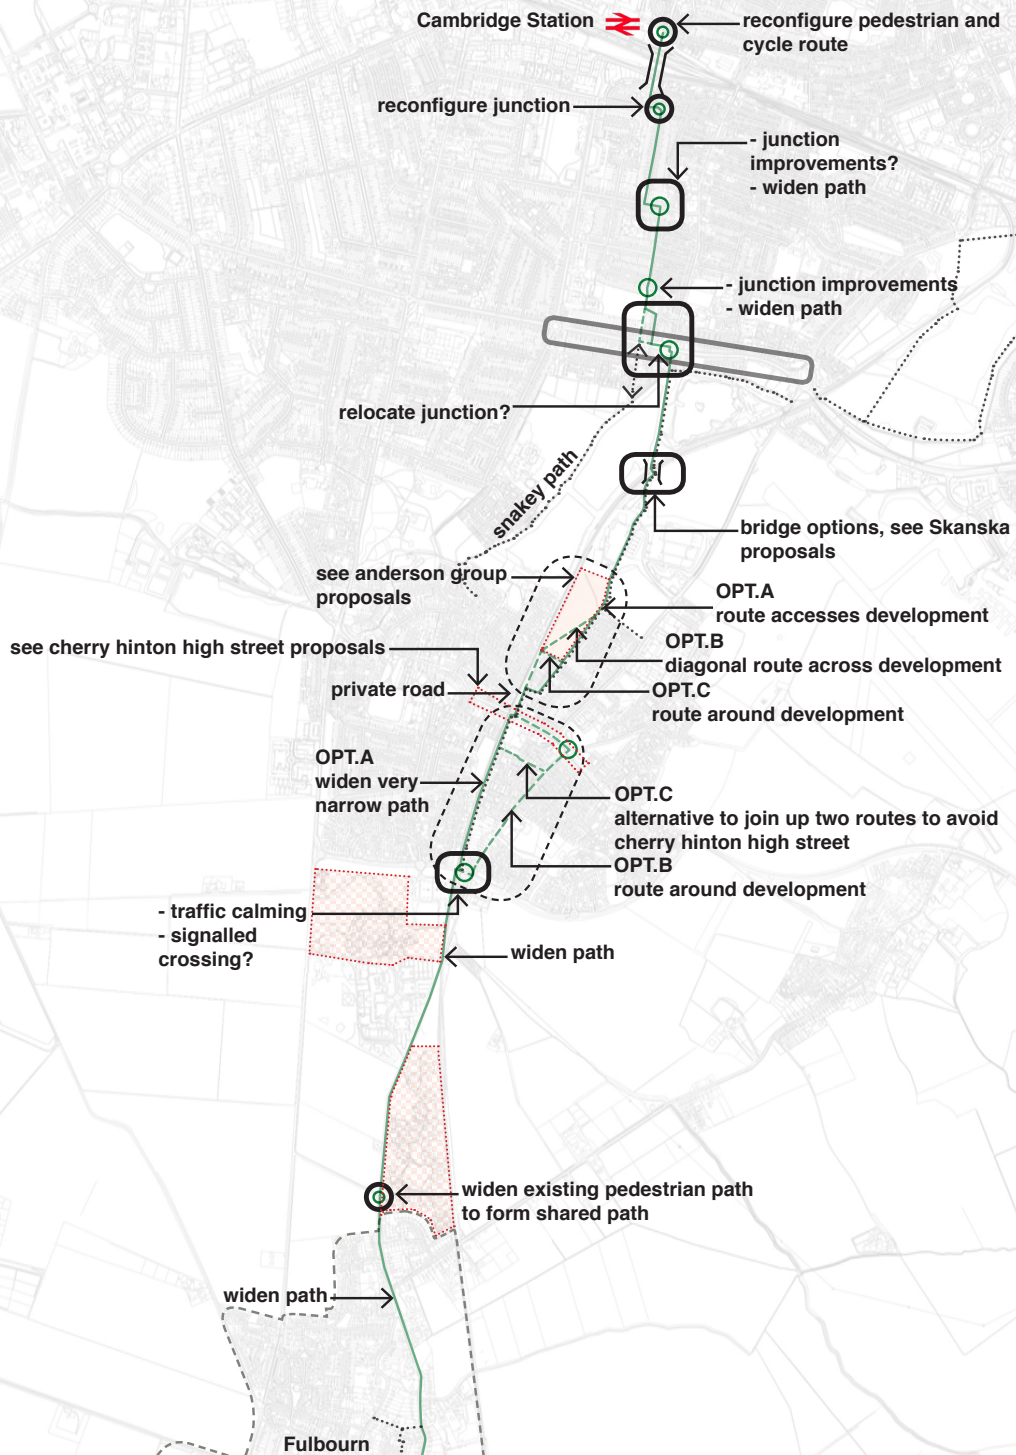 Cambridge Station
reconfigure pedestrian and
cycle route
reconfigure junction
- junction
improvements?
- widen path
- junction improvements
- widen path
relocate junction?
snakey path
bridge options, see Skanska
proposals
see anderson group
proposals
OPT.A
route accesses development
OPT.B
diagonal route across development
see cherry hinton high street proposals
private road
OPT.C
route around development
OPT.A
widen very
narrow path
OPT.C
alternative to join up two routes to avoid
cherry hinton high street
OPT.B
route around development
- traffic calming
- signalled
crossing?
widen path
widen existing pedestrian path
to form shared path
widen path
Fulbourn